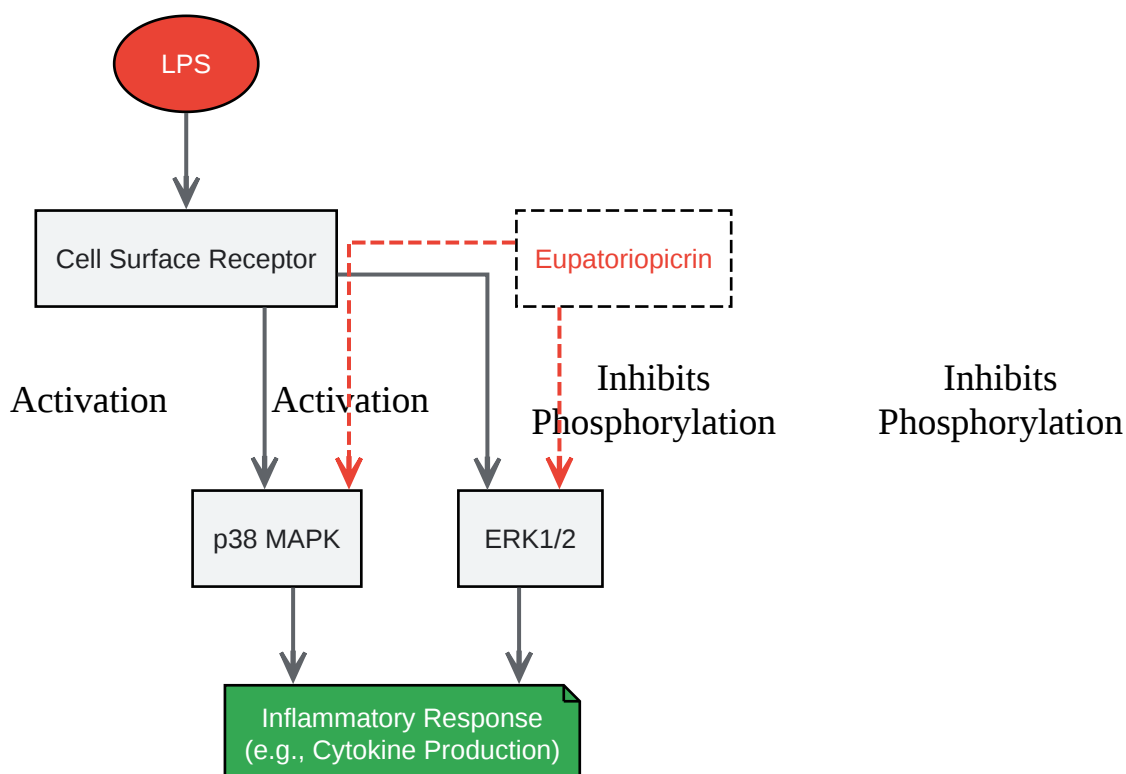 LPS
Cell Surface Receptor
Eupatoriopicrin
Activation
Activation
Inhibits
Phosphorylation
Inhibits
Phosphorylation
p38 MAPK
ERK1/2
Inflammatory Response
(e.g., Cytokine Production)